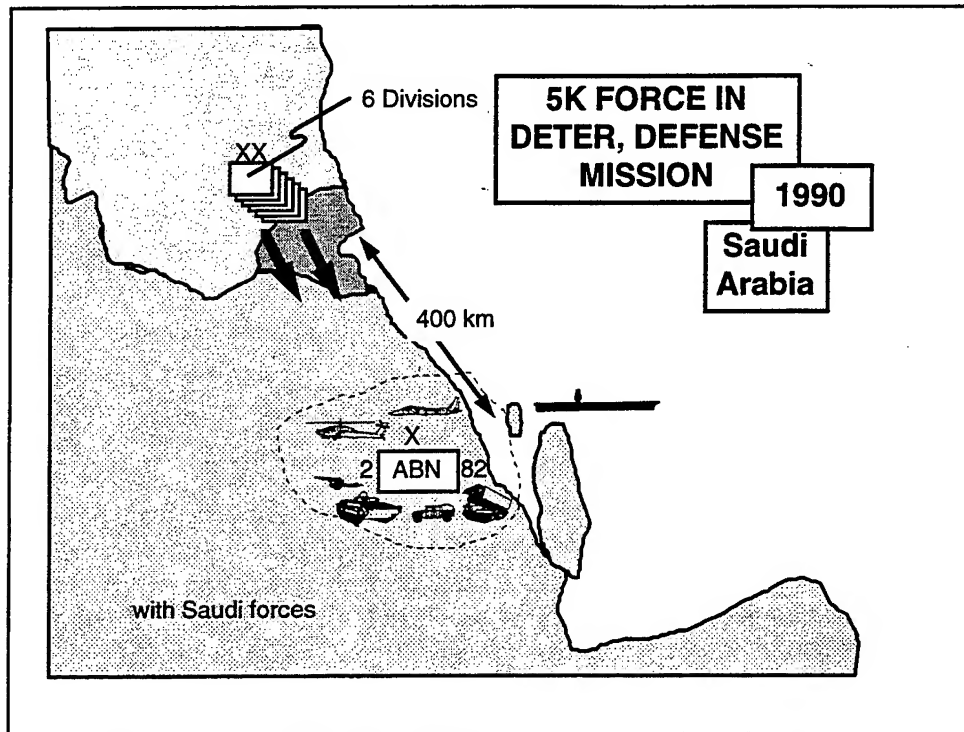 6 Divisions
XX
5K FORCE IN
DETER, DEFENSE
MISSION
1990
Saudi
Arabia
400 km
X
2 ABN 82
with Saudi forces